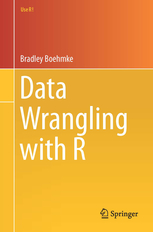 Use R!
Bradley Boehmke
Data
Wrangling
with R
Springer